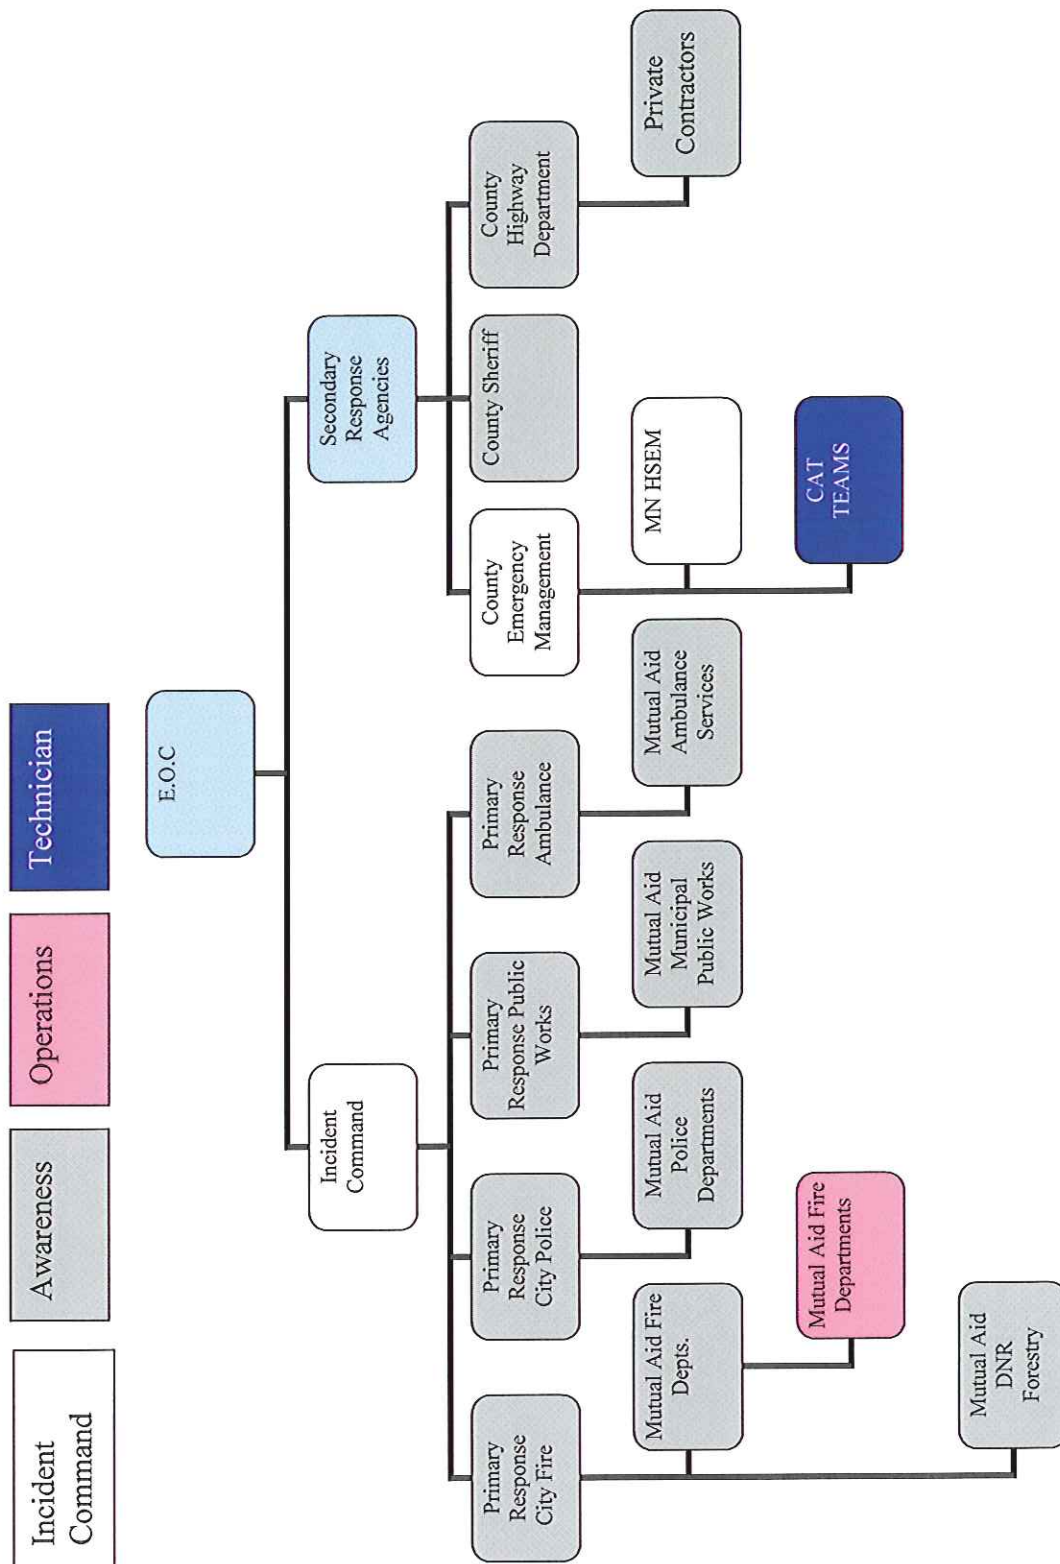 Incident
Command
Awareness
Operations
Technician
E.O.C
Incident
Command
Secondary
Response
Agencies
Primary
Response
City Fire
Primary
Response
City Police
Primary
Response Public
Works
Primary
Response
Ambulance
County
Emergency
Management
County Sheriff
County
Highway
Department
Mutual Aid Fire
Depts.
Mutual Aid
Police
Departments
Mutual Aid
Municipal
Public Works
Mutual Aid
Ambulance
Services
MN HSEM
Private
Contractors
Mutual Aid Fire
Departments
CAT
TEAMS
Mutual Aid
DNR
Forestry